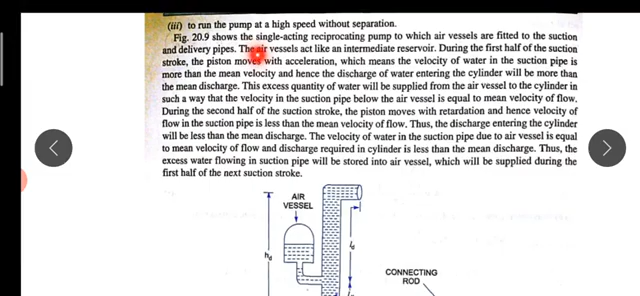 (iii) to run the pump at a high speed without separation.
Fig. 20.9 shows the single-acting reciprocating pump to which air vessels are fitted to the suction
and delivery pipes. The air vessels act like an intermediate reservoir. During the first half of the suction
stroke, the piston moves with acceleration, which means the velocity of water in the suction pipe is
more than the mean velocity and hence the discharge of water entering the cylinder will be more than
the mean discharge. This excess quantity of water will be supplied from the air vessel to the cylinder in
such a way that the velocity in the suction pipe below the air vessel is equal to mean velocity of flow.
During the second half of the suction stroke, the piston moves with retardation and hence velocity of
flow in the suction pipe is less than the mean velocity of flow. Thus, the discharge entering the cylinder
will be less than the mean discharge. The velocity of water in the suction pipe due to air vessel is equal
to mean velocity of flow and discharge required in cylinder is less than the mean discharge. Thus, the
excess water flowing in suction pipe will be stored into air vessel, which will be supplied during the
first half of the next suction stroke.
AIR
VESSEL
hd
ld
CONNECTING
ROD